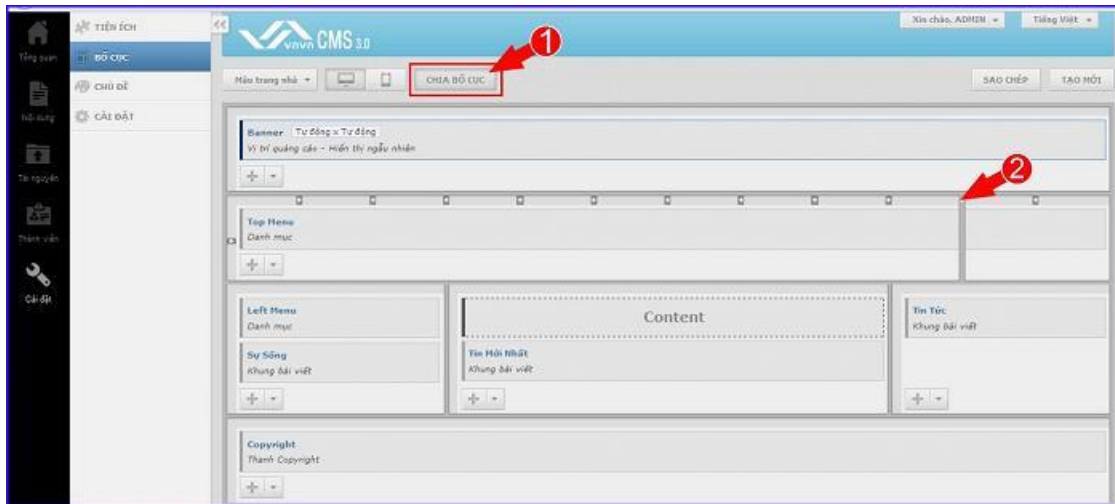 Tổng quan
Nội dung
Tài nguyên
Thành viên
Cài đặt
TIỆN ÍCH
BỐ CỤC
CHỦ ĐỀ
CÀI ĐẶT
vnvn CMS 3.0
Xin chào, ADMIN
Tiếng Việt
1
Mẫu trang nhà
CHIA BỐ CỤC
SAO CHÉP
TẠO MỚI
Banner Tự động x Tự động
Vị trí quảng cáo - Hiển thị ngẫu nhiên
2
Top Menu
Danh mục
Left Menu
Danh mục
Sự Sống
Khung bài viết
Content
Tin Mới Nhất
Khung bài viết
Tin Tức
Khung bài viết
Copyright
Thanh Copyright